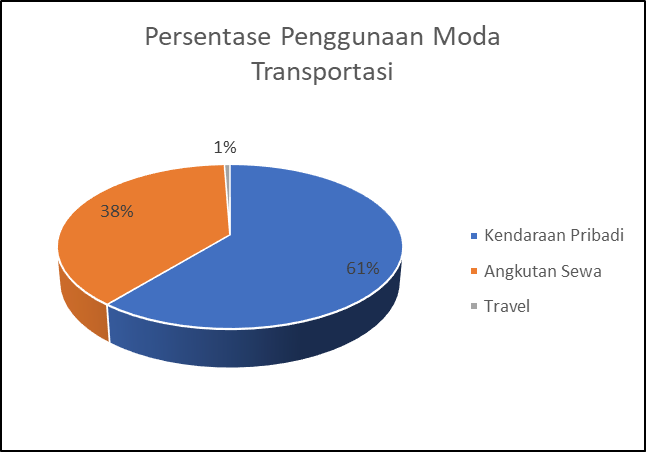 Persentase Penggunaan Moda
Transportasi
1%
38%
61%
Kendaraan Pribadi
Angkutan Sewa
Travel